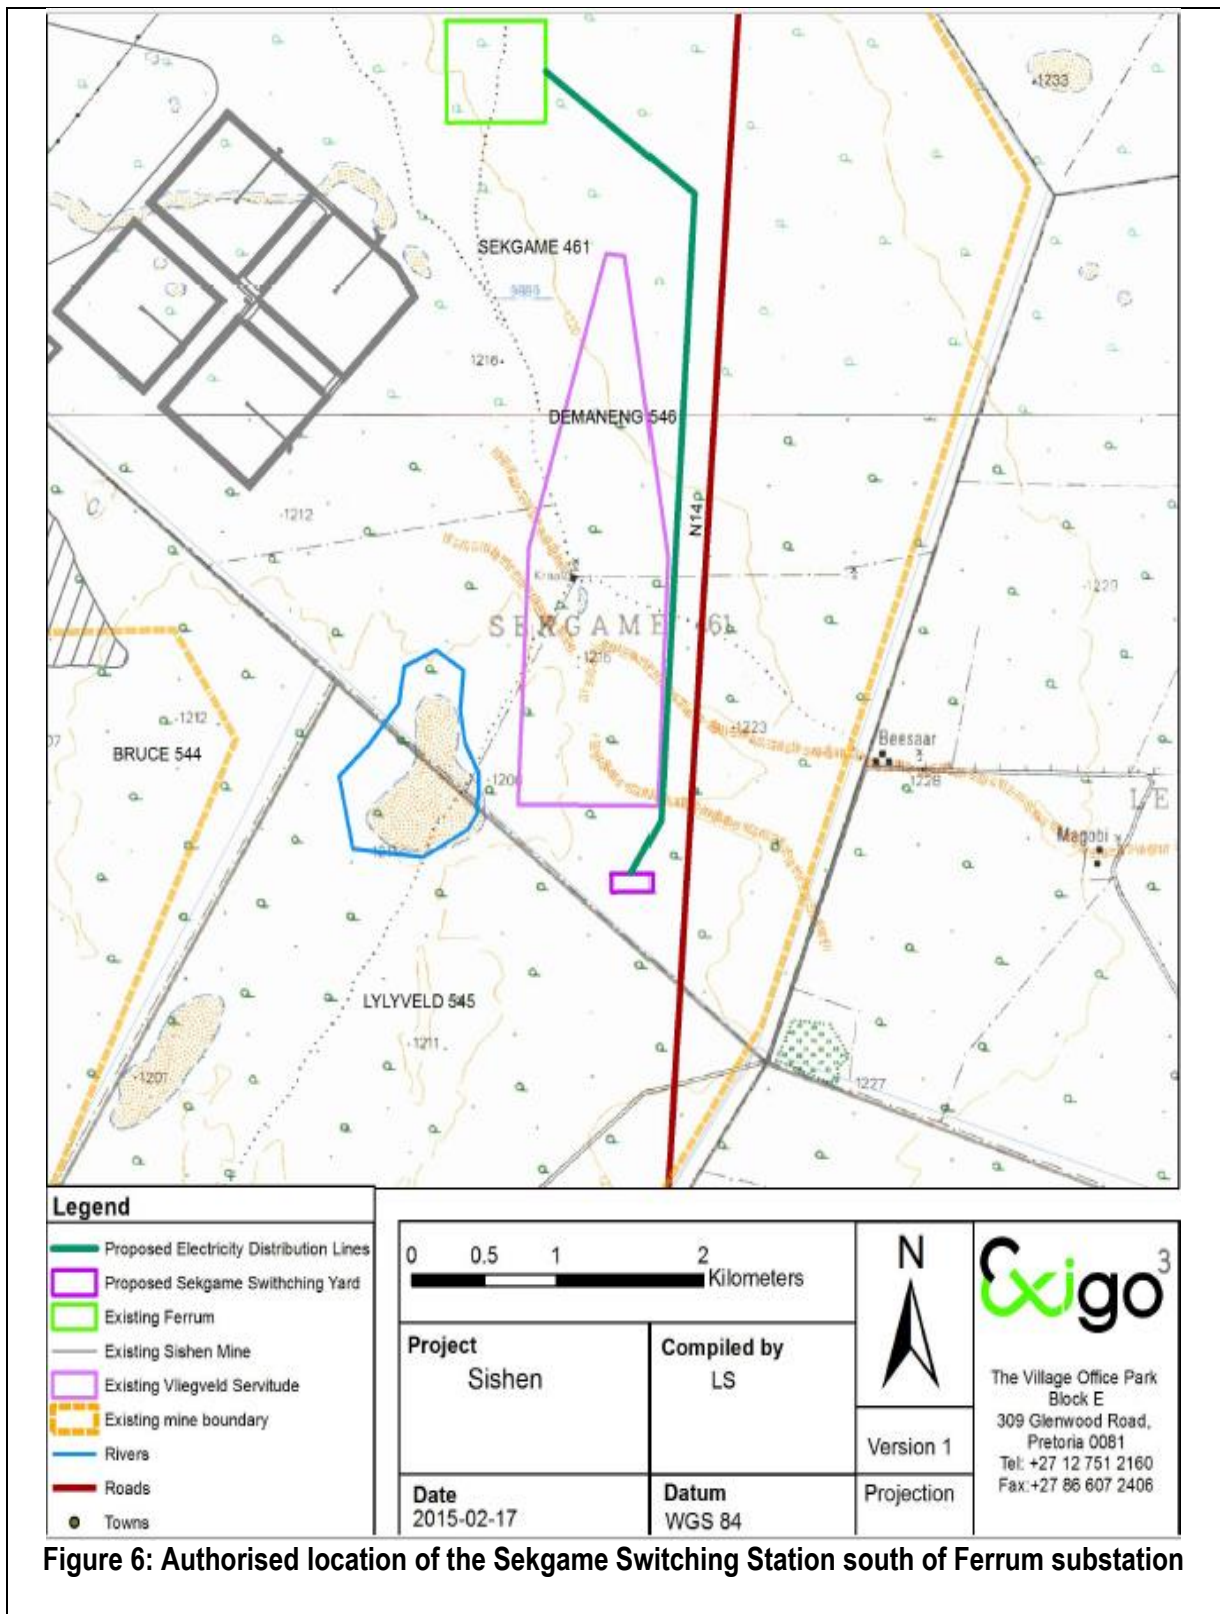 1233
SEKGAME 461
9889
1220
1216
DEMANENG 546
N14
1212
Kraal
SEKGAME 461
1216
1229
1212
BRUCE 544
1223
Beesaar
1228
LE
Magobi
LYLYVELD 545
1211
1207
1227
Legend
Proposed Electricity Distribution Lines
Proposed Sekgame Swithching Yard
Existing Ferrum
Existing Sishen Mine
Existing Vliegveld Servitude
Existing mine boundary
Rivers
Roads
Towns
0 0.5 1 2
Kilometers
Project
Sishen
Compiled by
LS
Date
2015-02-17
Datum
WGS 84
N
Version 1
Projection
exigo3
The Village Office Park
Block E
309 Glenwood Road,
Pretoria 0081
Tel: +27 12 751 2160
Fax:+27 86 607 2406
Figure 6: Authorised location of the Sekgame Switching Station south of Ferrum substation